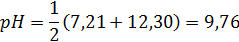 pH = 1/2 (7,21 + 12,30) = 9,76